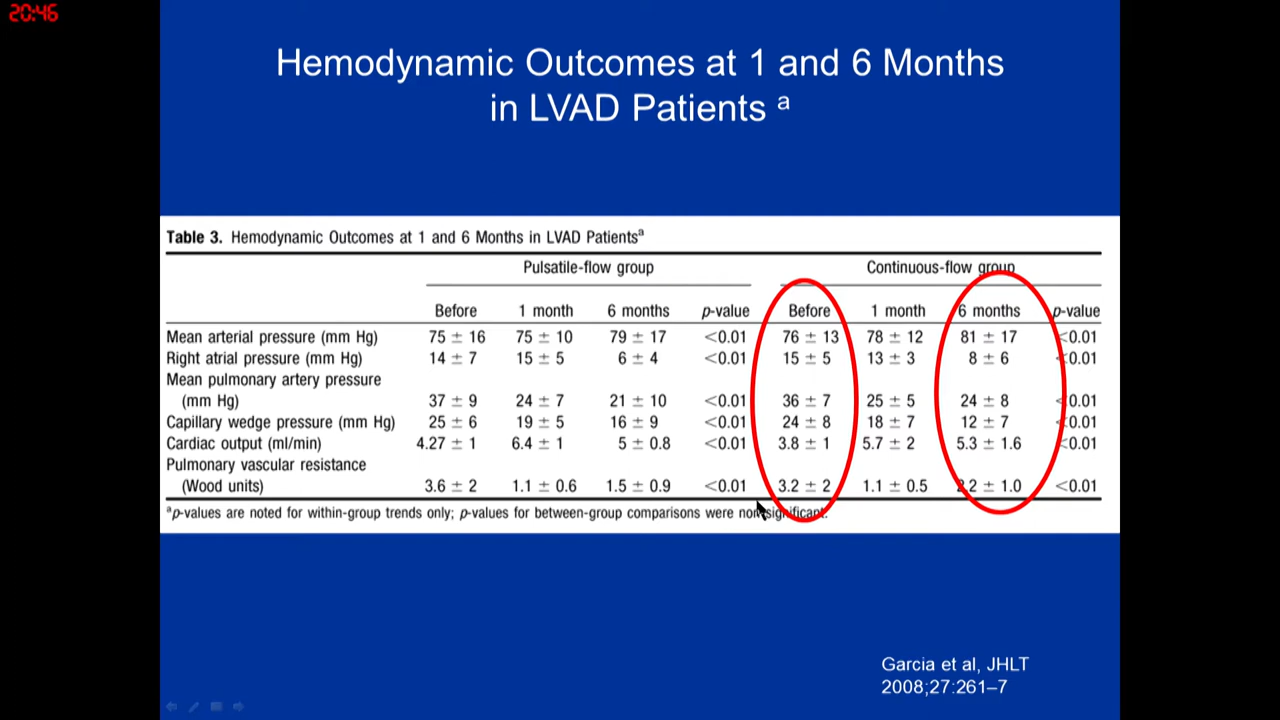 20:46
Hemodynamic Outcomes at 1 and 6 Months
in LVAD Patients a
Table 3. Hemodynamic Outcomes at 1 and 6 Months in LVAD Patientsa
Pulsatile-flow group Continuous-flow group
Before 1 month 6 months p-value Before 1 month 6 months p-value
Mean arterial pressure (mm Hg) 75 ± 16 75 ± 10 79 ± 17 <0.01 76 ± 13 78 ± 12 81 ± 17 <0.01
Right atrial pressure (mm Hg) 14 ± 7 15 ± 5 6 ± 4 <0.01 15 ± 5 13 ± 3 8 ± 6 <0.01
Mean pulmonary artery pressure
(mm Hg) 37 ± 9 24 ± 7 21 ± 10 <0.01 36 ± 7 25 ± 5 24 ± 8 <0.01
Capillary wedge pressure (mm Hg) 25 ± 6 19 ± 5 16 ± 9 <0.01 24 ± 8 18 ± 7 12 ± 7 <0.01
Cardiac output (ml/min) 4.27 ± 1 6.4 ± 1 5 ± 0.8 <0.01 3.8 ± 1 5.7 ± 2 5.3 ± 1.6 <0.01
Pulmonary vascular resistance
(Wood units) 3.6 ± 2 1.1 ± 0.6 1.5 ± 0.9 <0.01 3.2 ± 2 1.1 ± 0.5 2.2 ± 1.0 <0.01
ap-values are noted for within-group trends only; p-values for between-group comparisons were non-significant.
Garcia et al, JHLT
2008;27:261–7